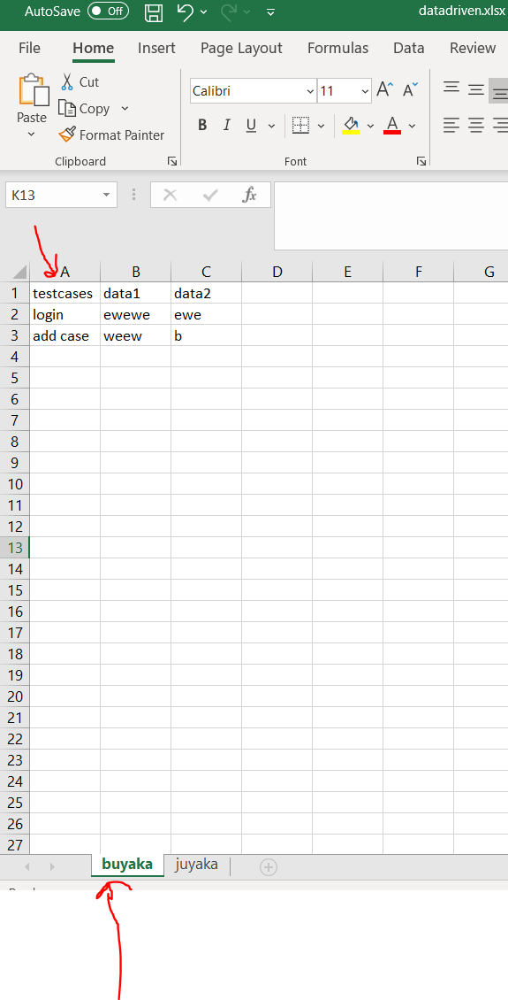 AutoSave Off datadriven.xlsx
File Home Insert Page Layout Formulas Data Review
Cut
Copy
Format Painter
Paste
Calibri 11 A A
B I U A
Clipboard Font
K13 fx
A B C D E F G
1 testcases data1 data2
2 login ewewe ewe
3 add case weew b
4
5
6
7
8
9
10
11
12
13
14
15
16
17
18
19
20
21
22
23
24
25
26
27
buyaka juyaka